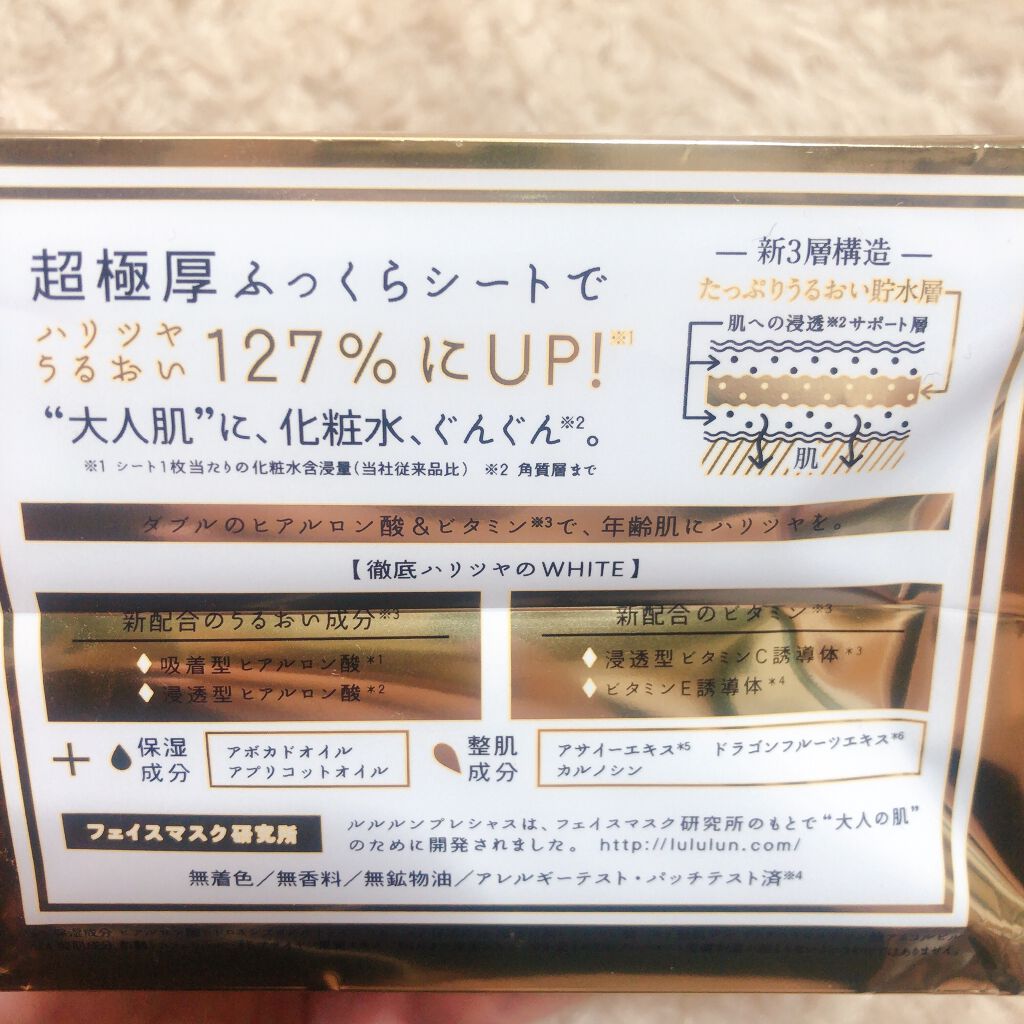 超極厚ふっくらシートで
ハリツヤ
うるおい 127%にUP!※1
“大人肌”に、化粧水、ぐんぐん※2。
※1 シート1枚当たりの化粧水含浸量(当社従来品比) ※2 角質層まで
— 新3層構造 —
たっぷりうるおい貯水層
肌への浸透※2サポート層
肌
ダブルのヒアルロン酸&ビタミン※3で、年齢肌にハリツヤを。
【徹底ハリツヤのWHITE】
新配合のうるおい成分※3
吸着型 ヒアルロン酸*1
浸透型 ヒアルロン酸*2
新配合のビタミン※3
浸透型 ビタミンC誘導体*3
ビタミンE誘導体*4
+ 保湿成分
アボカドオイル
アプリコットオイル
整肌成分
アサイーエキス*5 ドラゴンフルーツエキス*6
カルノシン
フェイスマスク研究所
ルルルンプレシャスは、フェイスマスク研究所のもとで“大人の肌”
のために開発されました。 http://lululun.com/
無着色/無香料/無鉱物油/アレルギーテスト・パッチテスト済※4